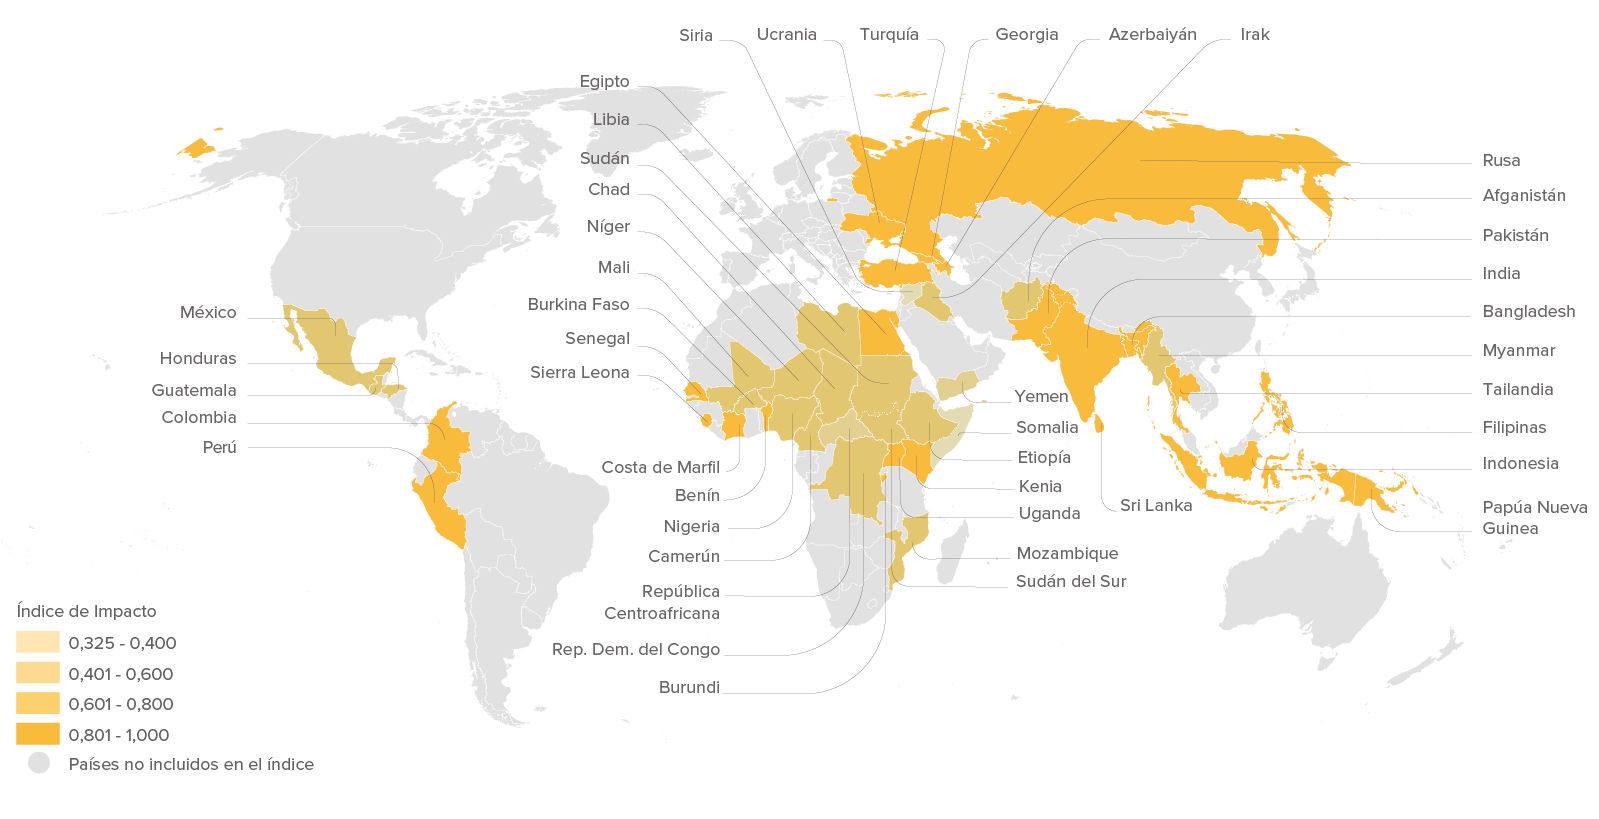 Siria
Ucrania
Turquía
Georgia
Azerbaiyán
Irak
Egipto
Libia
Sudán
Chad
Níger
Mali
Burkina Faso
Senegal
Sierra Leona
México
Honduras
Guatemala
Colombia
Perú
Costa de Marfil
Benín
Nigeria
Camerún
República
Centroafricana
Rep. Dem. del Congo
Burundi
Yemen
Somalia
Etiopía
Kenia
Uganda
Mozambique
Sudán del Sur
Sri Lanka
Rusa
Afganistán
Pakistán
India
Bangladesh
Myanmar
Tailandia
Filipinas
Indonesia
Papúa Nueva
Guinea
Índice de Impacto
0,325 - 0,400
0,401 - 0,600
0,601 - 0,800
0,801 - 1,000
Países no incluidos en el índice